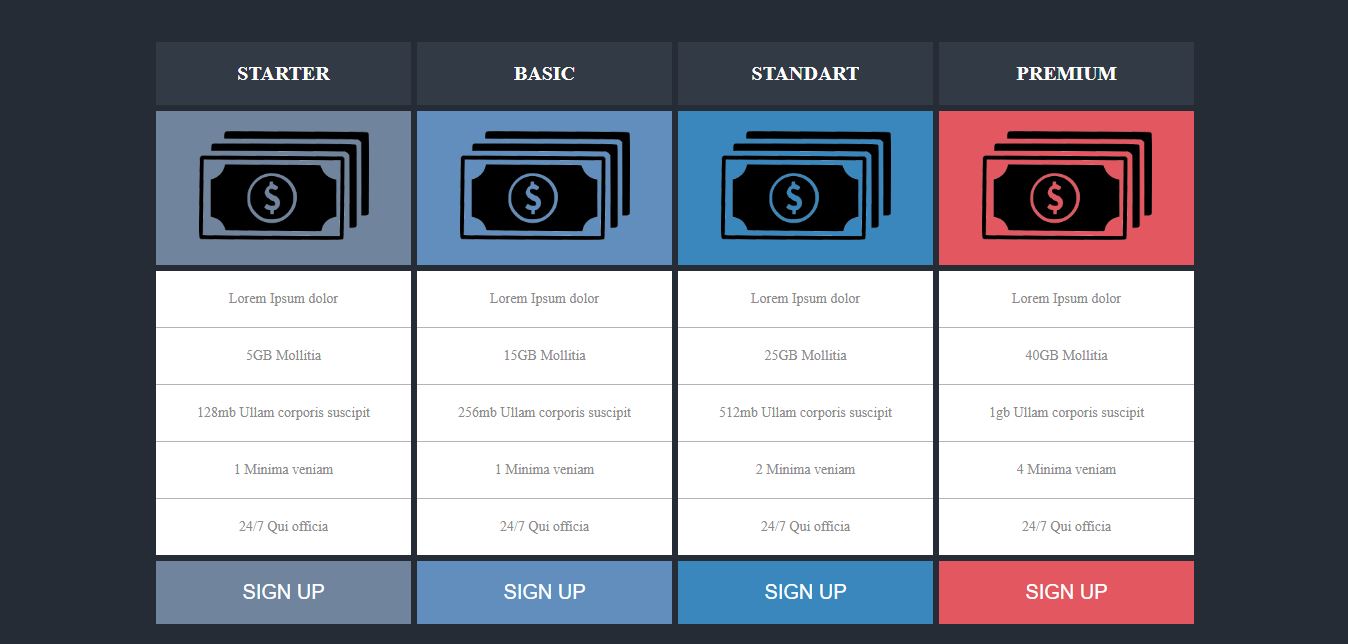 STARTER
BASIC
STANDART
PREMIUM
$
$
$
$
Lorem Ipsum dolor
Lorem Ipsum dolor
Lorem Ipsum dolor
Lorem Ipsum dolor
5GB Mollitia
15GB Mollitia
25GB Mollitia
40GB Mollitia
128mb Ullam corporis suscipit
256mb Ullam corporis suscipit
512mb Ullam corporis suscipit
1gb Ullam corporis suscipit
1 Minima veniam
1 Minima veniam
2 Minima veniam
4 Minima veniam
24/7 Qui officia
24/7 Qui officia
24/7 Qui officia
24/7 Qui officia
SIGN UP
SIGN UP
SIGN UP
SIGN UP